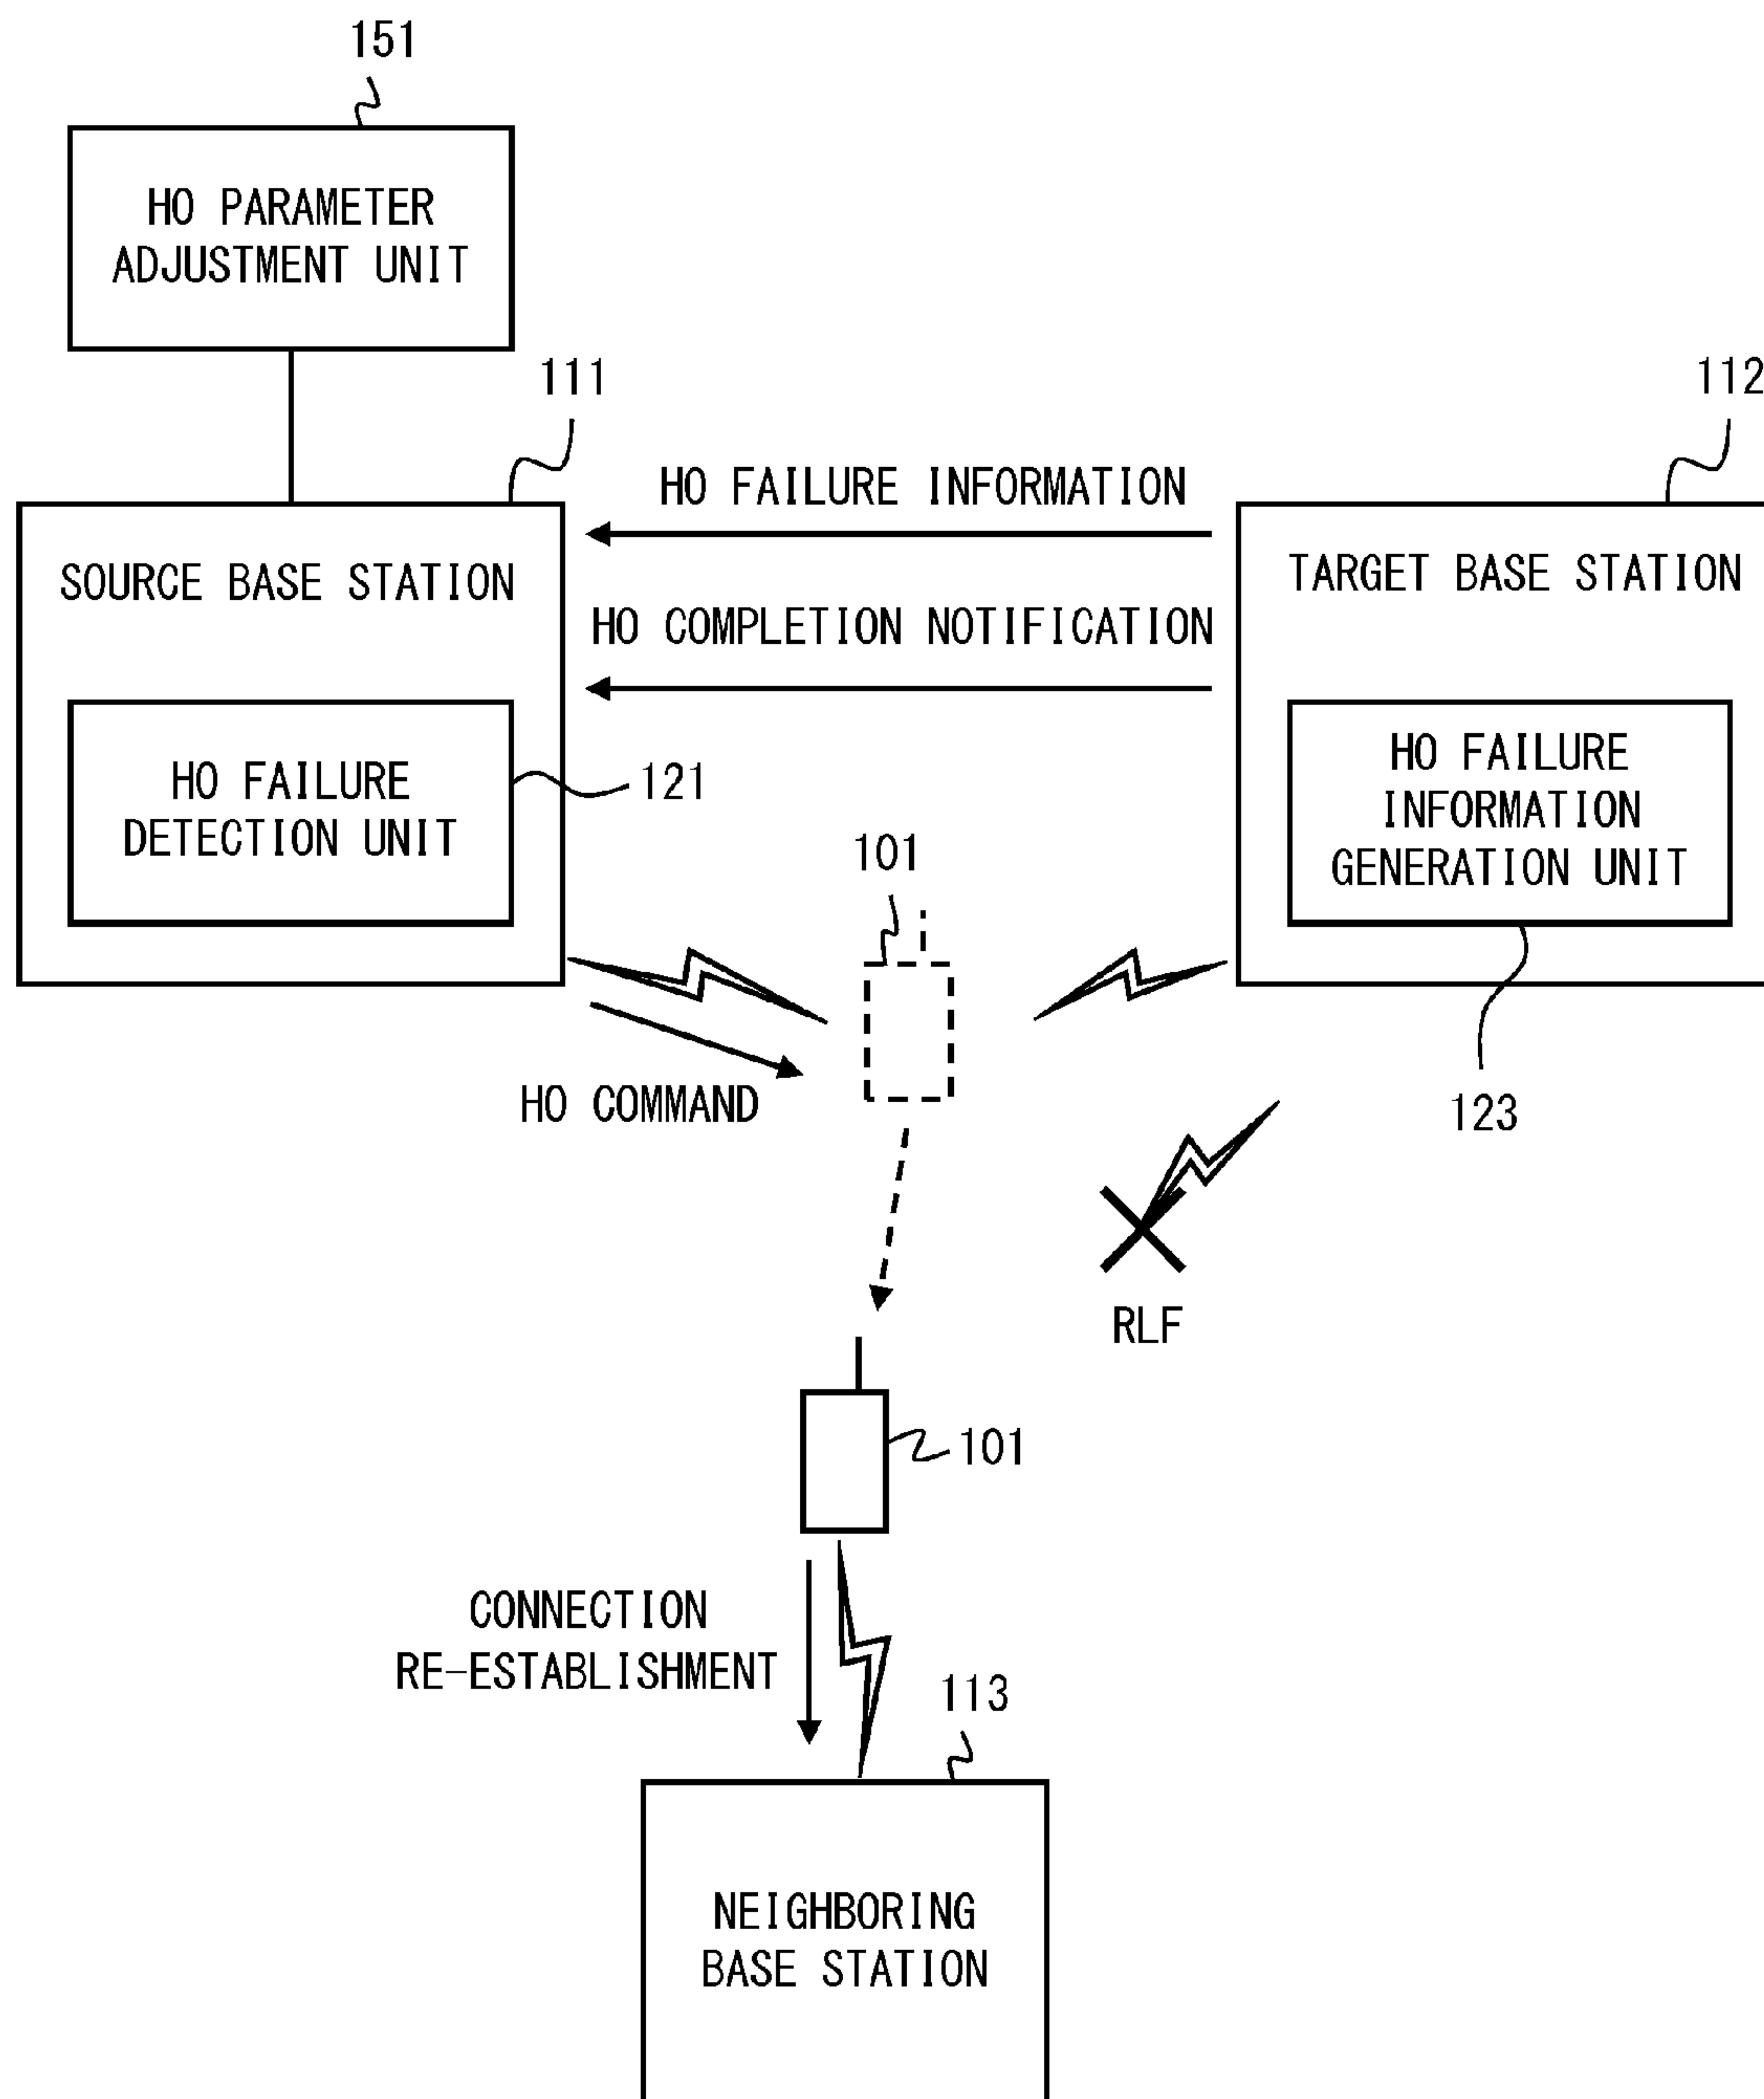 151
HO PARAMETER
ADJUSTMENT UNIT
111
112
HO FAILURE INFORMATION
SOURCE BASE STATION
TARGET BASE STATION
HO COMPLETION NOTIFICATION
HO FAILURE
DETECTION UNIT
121
HO FAILURE
INFORMATION
GENERATION UNIT
101
HO COMMAND
123
RLF
101
CONNECTION
RE-ESTABLISHMENT
113
NEIGHBORING
BASE STATION